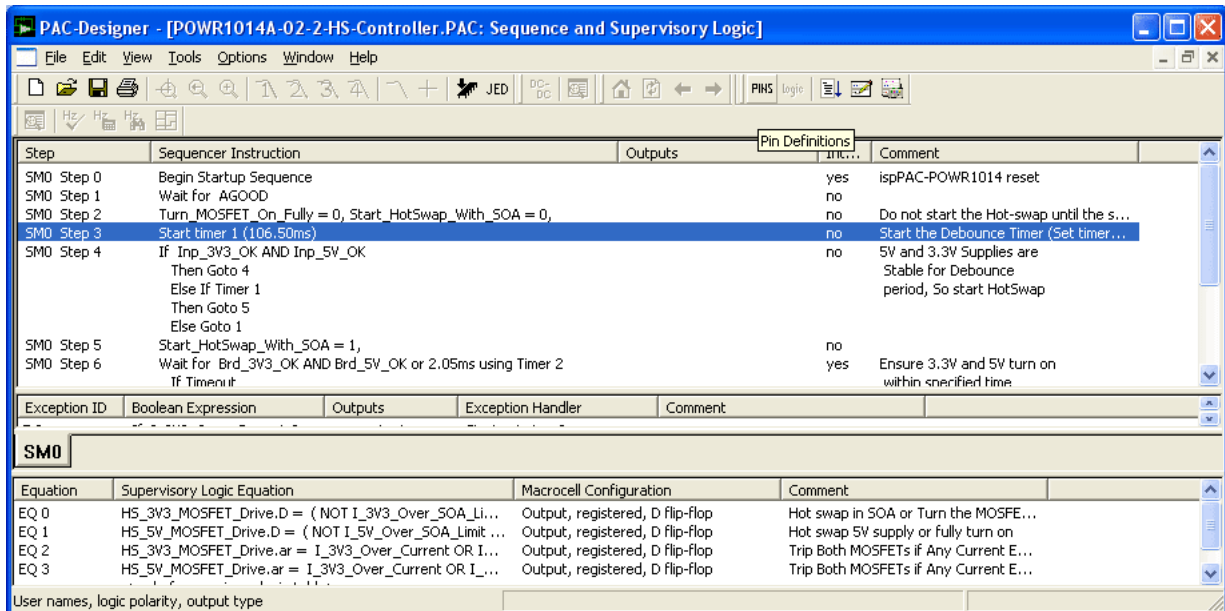 PAC-Designer - [POWR1014A-02-2-HS-Controller.PAC: Sequence and Supervisory Logic]
File Edit View Tools Options Window Help
JED DC-DC PINS logic
Hz Hz Hz
Pin Definitions
Step Sequencer Instruction Outputs Int... Comment
SM0 Step 0 Begin Startup Sequence yes ispPAC-POWR1014 reset
SM0 Step 1 Wait for AGOOD no
SM0 Step 2 Turn_MOSFET_On_Fully = 0, Start_HotSwap_With_SOA = 0, no Do not start the Hot-swap until the s...
SM0 Step 3 Start timer 1 (106.50ms) no Start the Debounce Timer (Set timer...
SM0 Step 4 If Inp_3V3_OK AND Inp_5V_OK no 5V and 3.3V Supplies are
Then Goto 4 Stable for Debounce
Else If Timer 1 period, So start HotSwap
Then Goto 5
Else Goto 1
SM0 Step 5 Start_HotSwap_With_SOA = 1, no
SM0 Step 6 Wait for Brd_3V3_OK AND Brd_5V_OK or 2.05ms using Timer 2 yes Ensure 3.3V and 5V turn on
If Timeout within specified time
Exception ID Boolean Expression Outputs Exception Handler Comment
SM0
Equation Supervisory Logic Equation Macrocell Configuration Comment
EQ 0 HS_3V3_MOSFET_Drive.D = ( NOT I_3V3_Over_SOA_Li... Output, registered, D flip-flop Hot swap in SOA or Turn the MOSFE...
EQ 1 HS_5V_MOSFET_Drive.D = ( NOT I_5V_Over_SOA_Limit ... Output, registered, D flip-flop Hot swap 5V supply or fully turn on
EQ 2 HS_3V3_MOSFET_Drive.ar = I_3V3_Over_Current OR I... Output, registered, D flip-flop Trip Both MOSFETs if Any Current E...
EQ 3 HS_5V_MOSFET_Drive.ar = I_3V3_Over_Current OR I_... Output, registered, D flip-flop Trip Both MOSFETs if Any Current E...
User names, logic polarity, output type